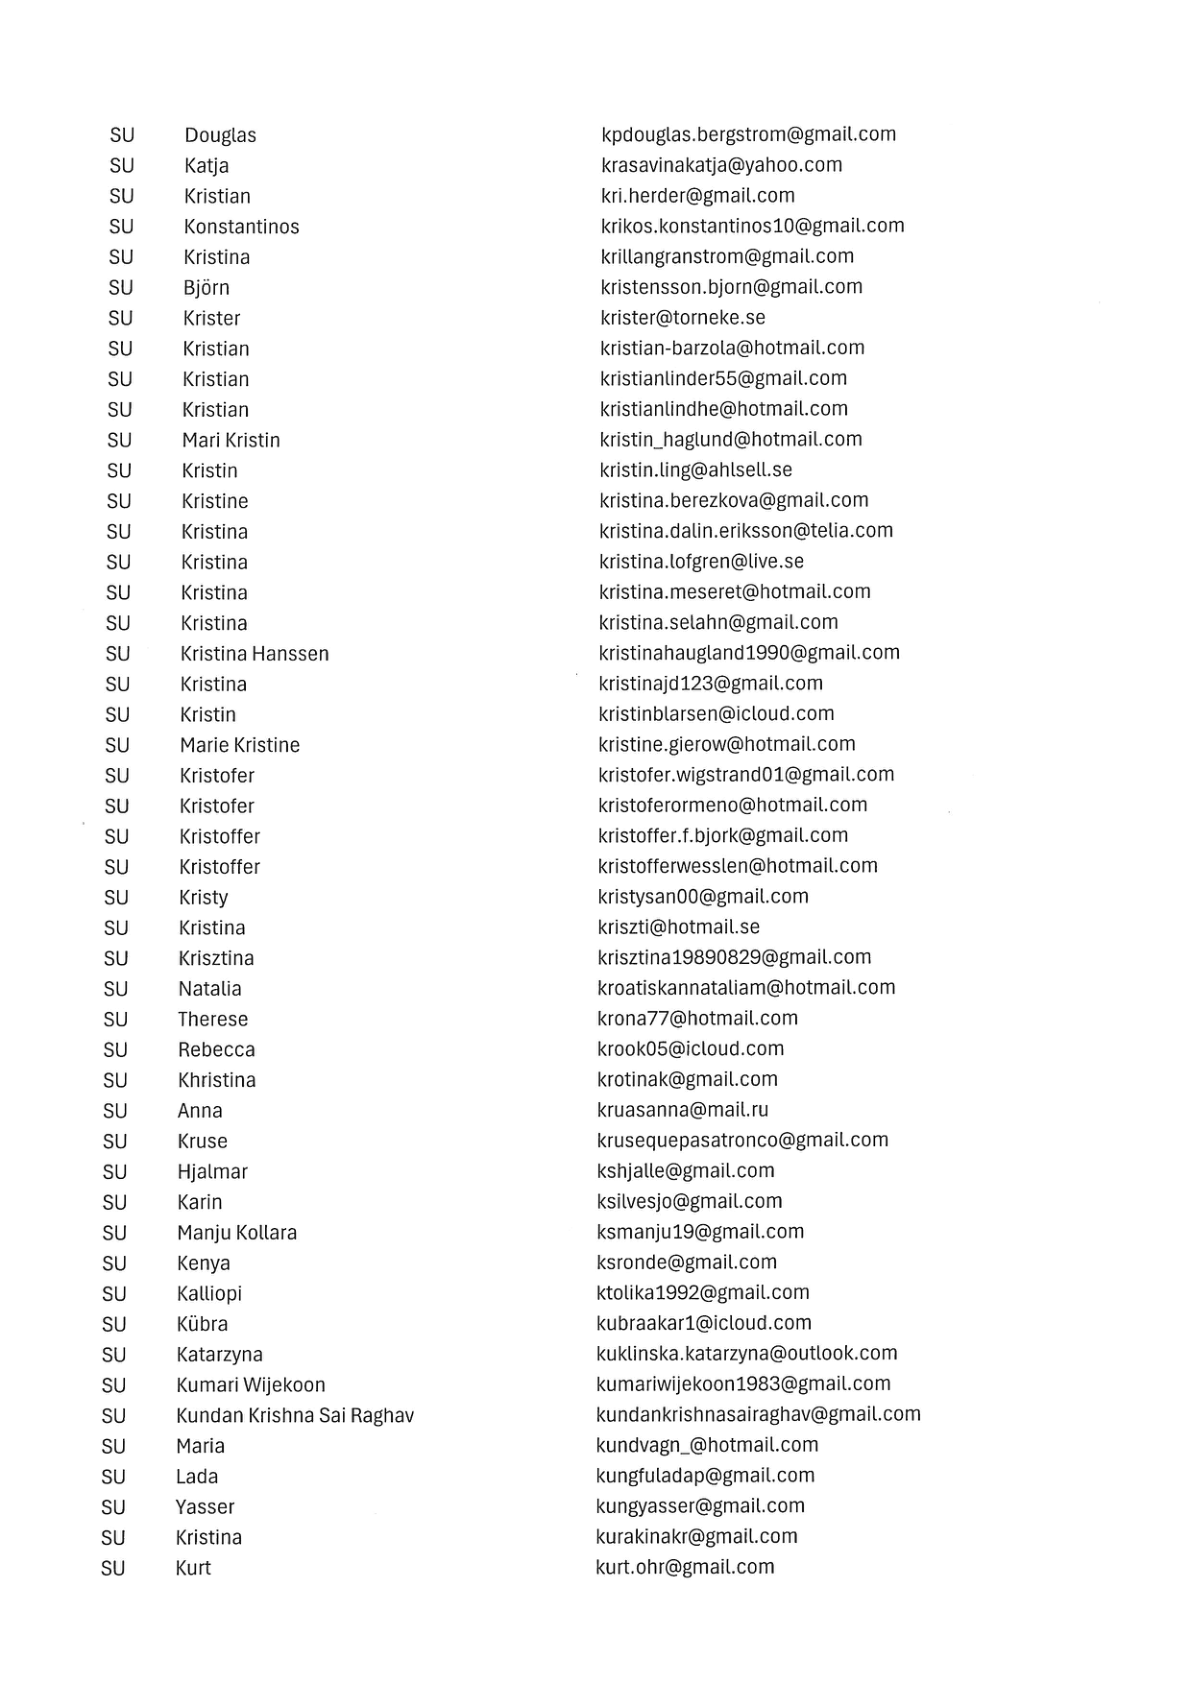 SU Douglas kpdouglas.bergstrom@gmail.com
SU Katja krasavinakatja@yahoo.com
SU Kristian kri.herder@gmail.com
SU Konstantinos krikos.konstantinos10@gmail.com
SU Kristina krillangranstrom@gmail.com
SU Björn kristensson.bjorn@gmail.com
SU Krister krister@torneke.se
SU Kristian kristian-barzola@hotmail.com
SU Kristian kristianlinder55@gmail.com
SU Kristian kristianlindhe@hotmail.com
SU Mari Kristin kristin_haglund@hotmail.com
SU Kristin kristin.ling@ahlsell.se
SU Kristine kristina.berezkova@gmail.com
SU Kristina kristina.dalin.eriksson@telia.com
SU Kristina kristina.lofgren@live.se
SU Kristina kristina.meseret@hotmail.com
SU Kristina kristina.selahn@gmail.com
SU Kristina Hanssen kristinahaugland1990@gmail.com
SU Kristina kristinajd123@gmail.com
SU Kristin kristinblarsen@icloud.com
SU Marie Kristine kristine.gierow@hotmail.com
SU Kristofer kristofer.wigstrand01@gmail.com
SU Kristofer kristoferormeno@hotmail.com
SU Kristoffer kristoffer.f.bjork@gmail.com
SU Kristoffer kristofferwesslen@hotmail.com
SU Kristy kristysan00@gmail.com
SU Kristina kriszti@hotmail.se
SU Krisztina krisztina19890829@gmail.com
SU Natalia kroatiskannataliam@hotmail.com
SU Therese krona77@hotmail.com
SU Rebecca krook05@icloud.com
SU Khristina krotinak@gmail.com
SU Anna kruasanna@mail.ru
SU Kruse krusequepasatronco@gmail.com
SU Hjalmar kshjalle@gmail.com
SU Karin ksilvesjo@gmail.com
SU Manju Kollara ksmanju19@gmail.com
SU Kenya ksronde@gmail.com
SU Kalliopi ktolika1992@gmail.com
SU Kübra kubraakar1@icloud.com
SU Katarzyna kuklinska.katarzyna@outlook.com
SU Kumari Wijekoon kumariwijekoon1983@gmail.com
SU Kundan Krishna Sai Raghav kundankrishnasairaghav@gmail.com
SU Maria kundvagn_@hotmail.com
SU Lada kungfuladap@gmail.com
SU Yasser kungyasser@gmail.com
SU Kristina kurakinakr@gmail.com
SU Kurt kurt.ohr@gmail.com